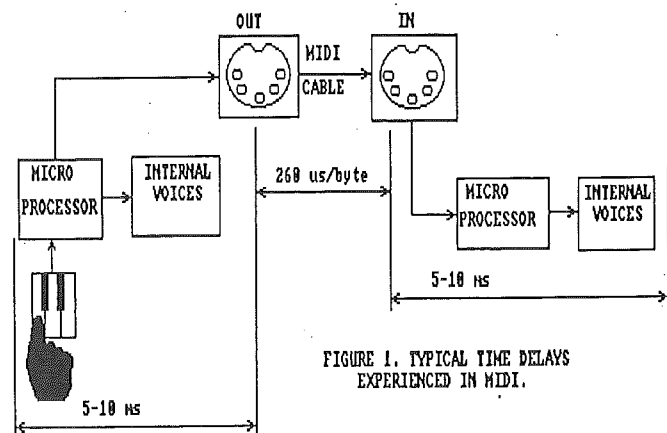 OUT
IN
MIDI
CABLE
MICRO
PROCESSOR
INTERNAL
VOICES
260 us/byte
MICRO
PROCESSOR
INTERNAL
VOICES
5-10 ms
5-10 ms
FIGURE 1. TYPICAL TIME DELAYS
EXPERIENCED IN MIDI.